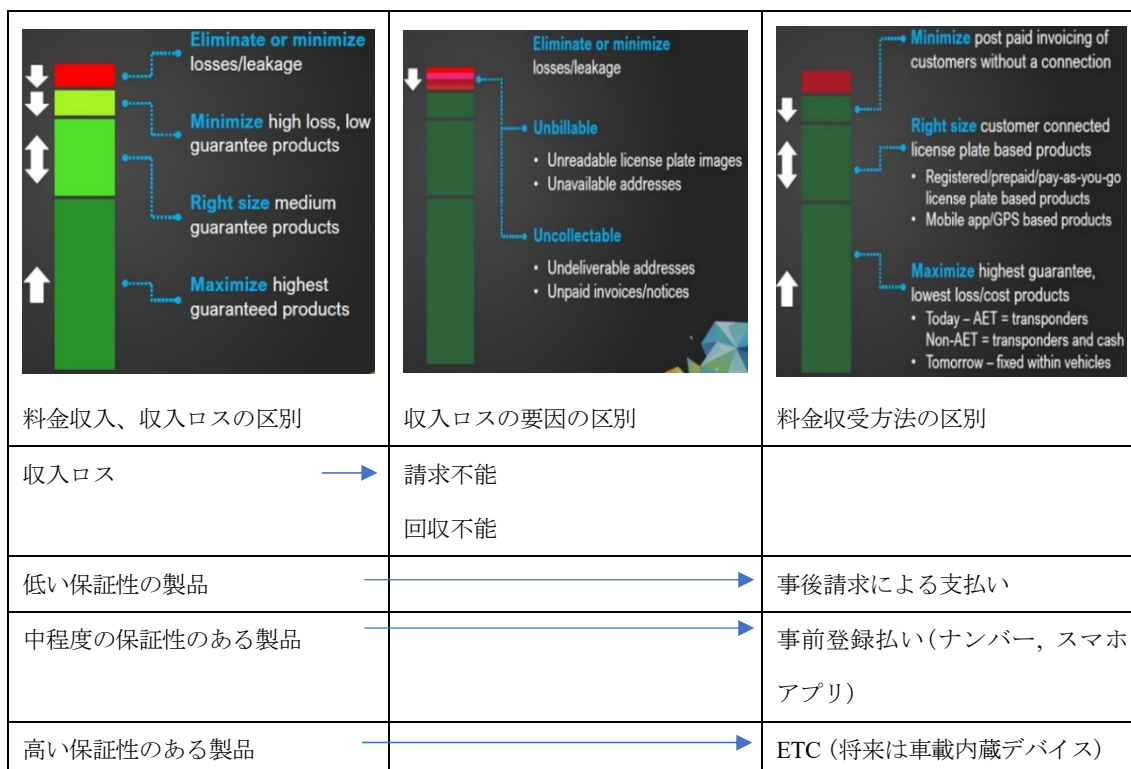 Eliminate or minimize
losses/leakage
Minimize high loss, low
guarantee products
Right size medium
guarantee products
Maximize highest
guaranteed products
Eliminate or minimize
losses/leakage
Unbillable
• Unreadable license plate images
• Unavailable addresses
Uncollectable
• Undeliverable addresses
• Unpaid invoices/notices
Minimize post paid invoicing of
customers without a connection
Right size customer connected
license plate based products
• Registered/prepaid/pay-as-you-go
license plate based products
• Mobile app/GPS based products
Maximize highest guarantee,
lowest loss/cost products
• Today – AET = transponders
Non-AET = transponders and cash
• Tomorrow – fixed within vehicles
料金収入、収入ロスの区別
収入ロスの要因の区別
料金収受方法の区別
収入ロス
請求不能
回収不能
低い保証性の製品
事後請求による支払い
中程度の保証性のある製品
事前登録払い（ナンバー, スマホ
アプリ）
高い保証性のある製品
ETC（将来は車載内蔵デバイス）